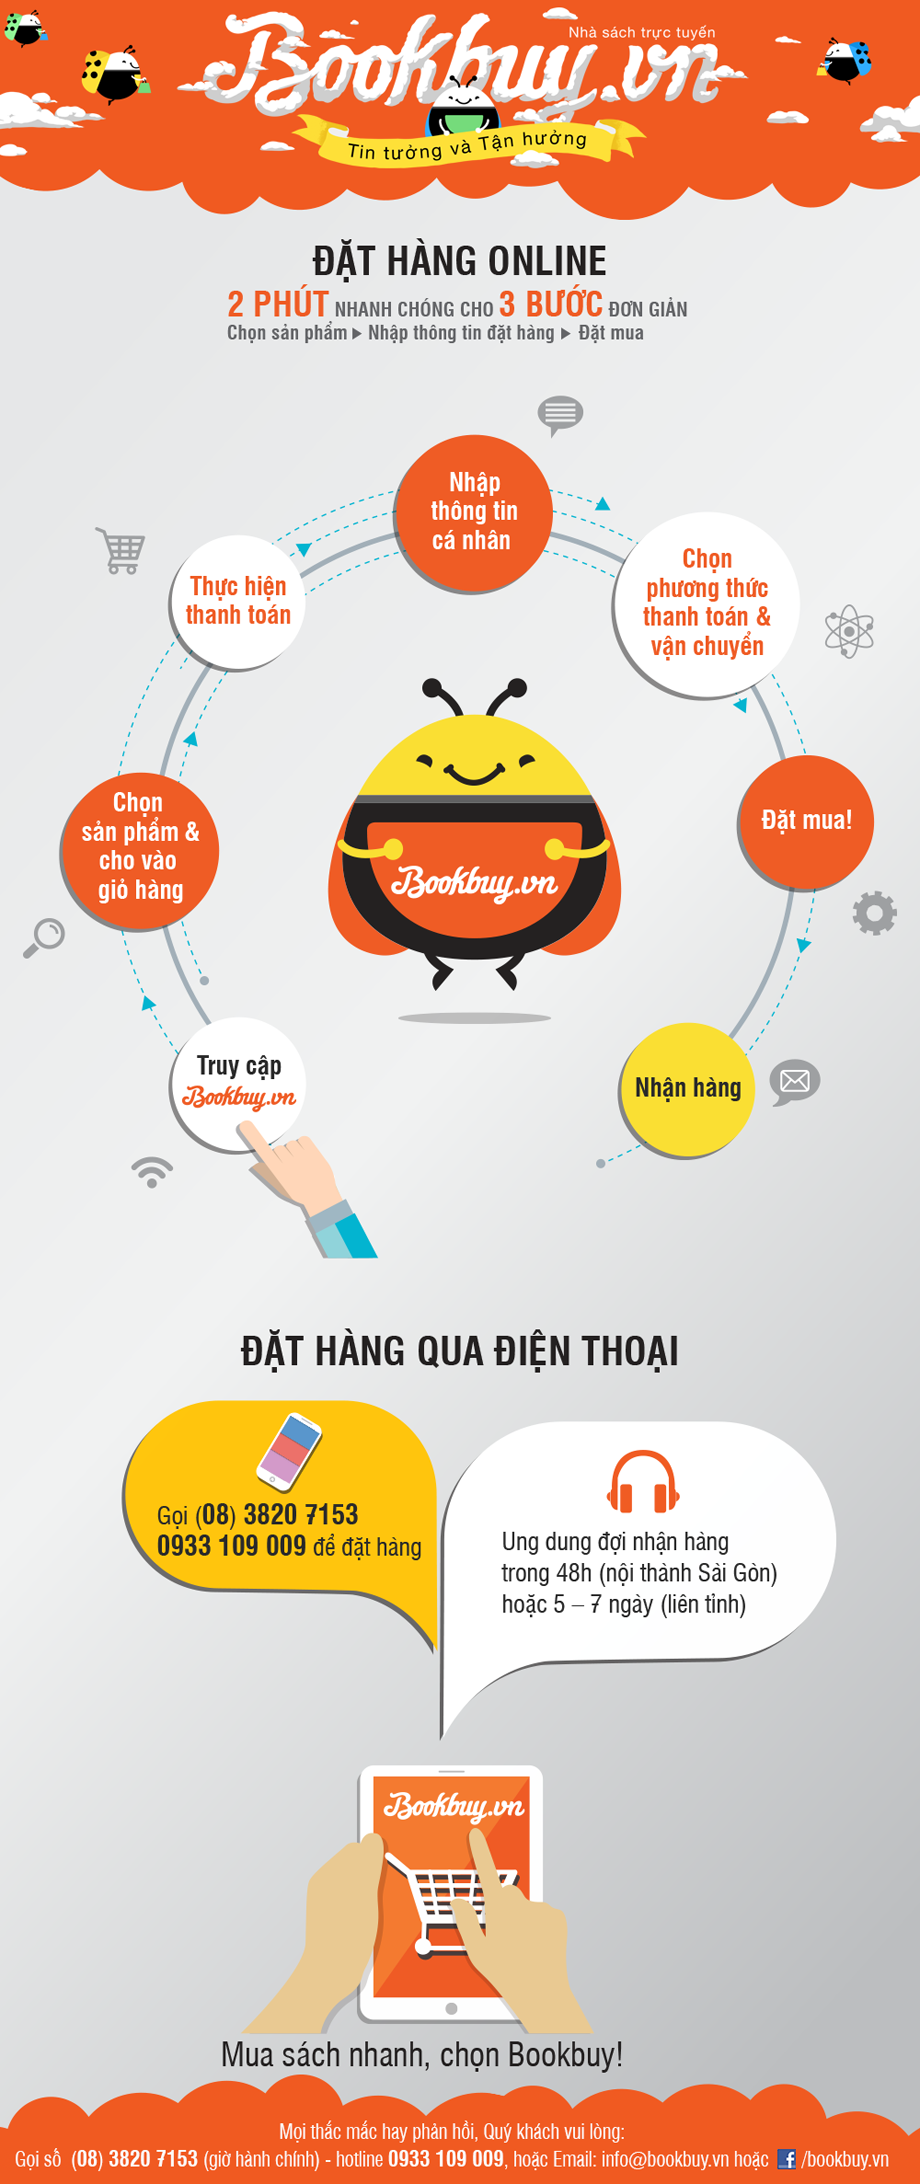 Nhà sách trực tuyến
Bookbuy.vn
Tin tưởng và Tận hưởng
ĐẶT HÀNG ONLINE
2 PHÚT NHANH CHÓNG CHO 3 BƯỚC ĐƠN GIẢN
Chọn sản phẩm ▸ Nhập thông tin đặt hàng ▸ Đặt mua
Nhập
thông tin
cá nhân
Thực hiện
thanh toán
Chọn
phương thức
thanh toán &
vận chuyển
Chọn
sản phẩm &
cho vào
giỏ hàng
Đặt mua!
Bookbuy.vn
Truy cập
Bookbuy.vn
Nhận hàng
ĐẶT HÀNG QUA ĐIỆN THOẠI
Gọi (08) 3820 7153
0933 109 009 để đặt hàng
Ung dung đợi nhận hàng
trong 48h (nội thành Sài Gòn)
hoặc 5 – 7 ngày (liên tỉnh)
Bookbuy.vn
Mua sách nhanh, chọn Bookbuy!
Mọi thắc mắc hay phản hồi, Quý khách vui lòng:
Gọi số (08) 3820 7153 (giờ hành chính) - hotline 0933 109 009, hoặc Email: info@bookbuy.vn hoặc f /bookbuy.vn